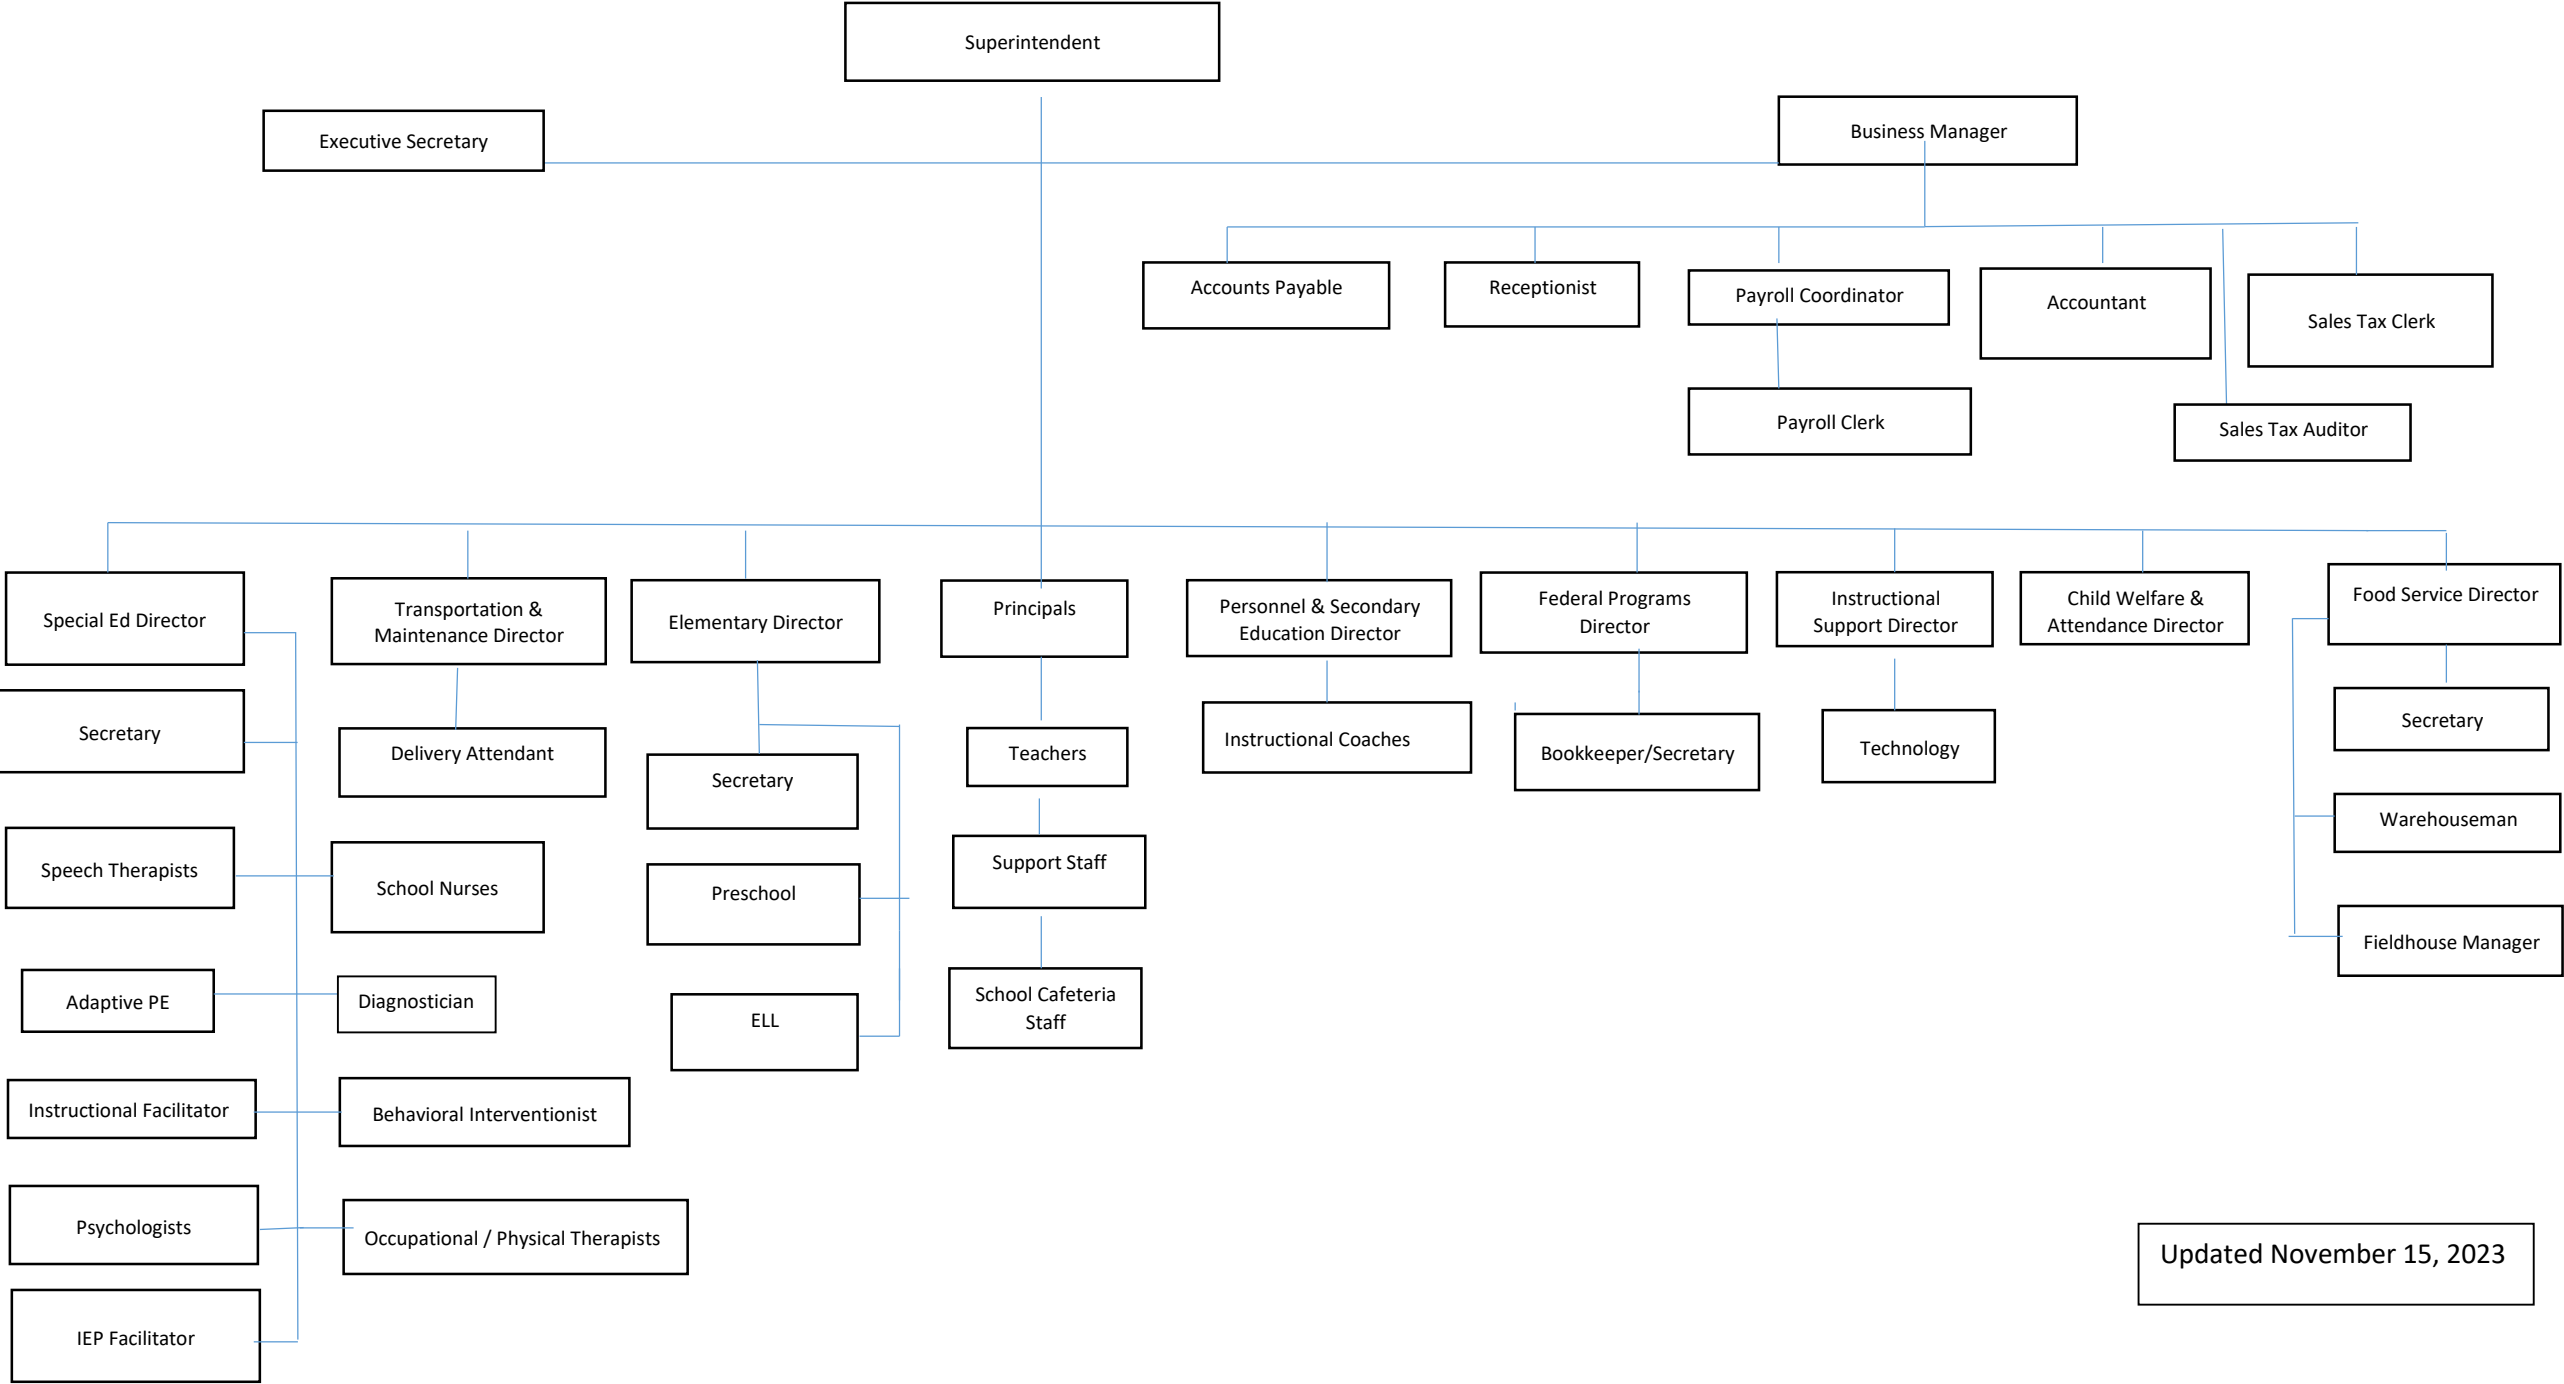 Superintendent
Executive Secretary
Business Manager
Accounts Payable
Receptionist
Payroll Coordinator
Accountant
Sales Tax Clerk
Payroll Clerk
Sales Tax Auditor
Special Ed Director
Transportation &
Maintenance Director
Elementary Director
Principals
Personnel & Secondary
Education Director
Federal Programs
Director
Instructional
Support Director
Child Welfare &
Attendance Director
Food Service Director
Secretary
Delivery Attendant
Secretary
Teachers
Instructional Coaches
Bookkeeper/Secretary
Technology
Secretary
Speech Therapists
School Nurses
Preschool
Support Staff
Warehouseman
Adaptive PE
Diagnostician
ELL
School Cafeteria
Staff
Fieldhouse Manager
Instructional Facilitator
Behavioral Interventionist
Psychologists
Occupational / Physical Therapists
IEP Facilitator
Updated November 15, 2023